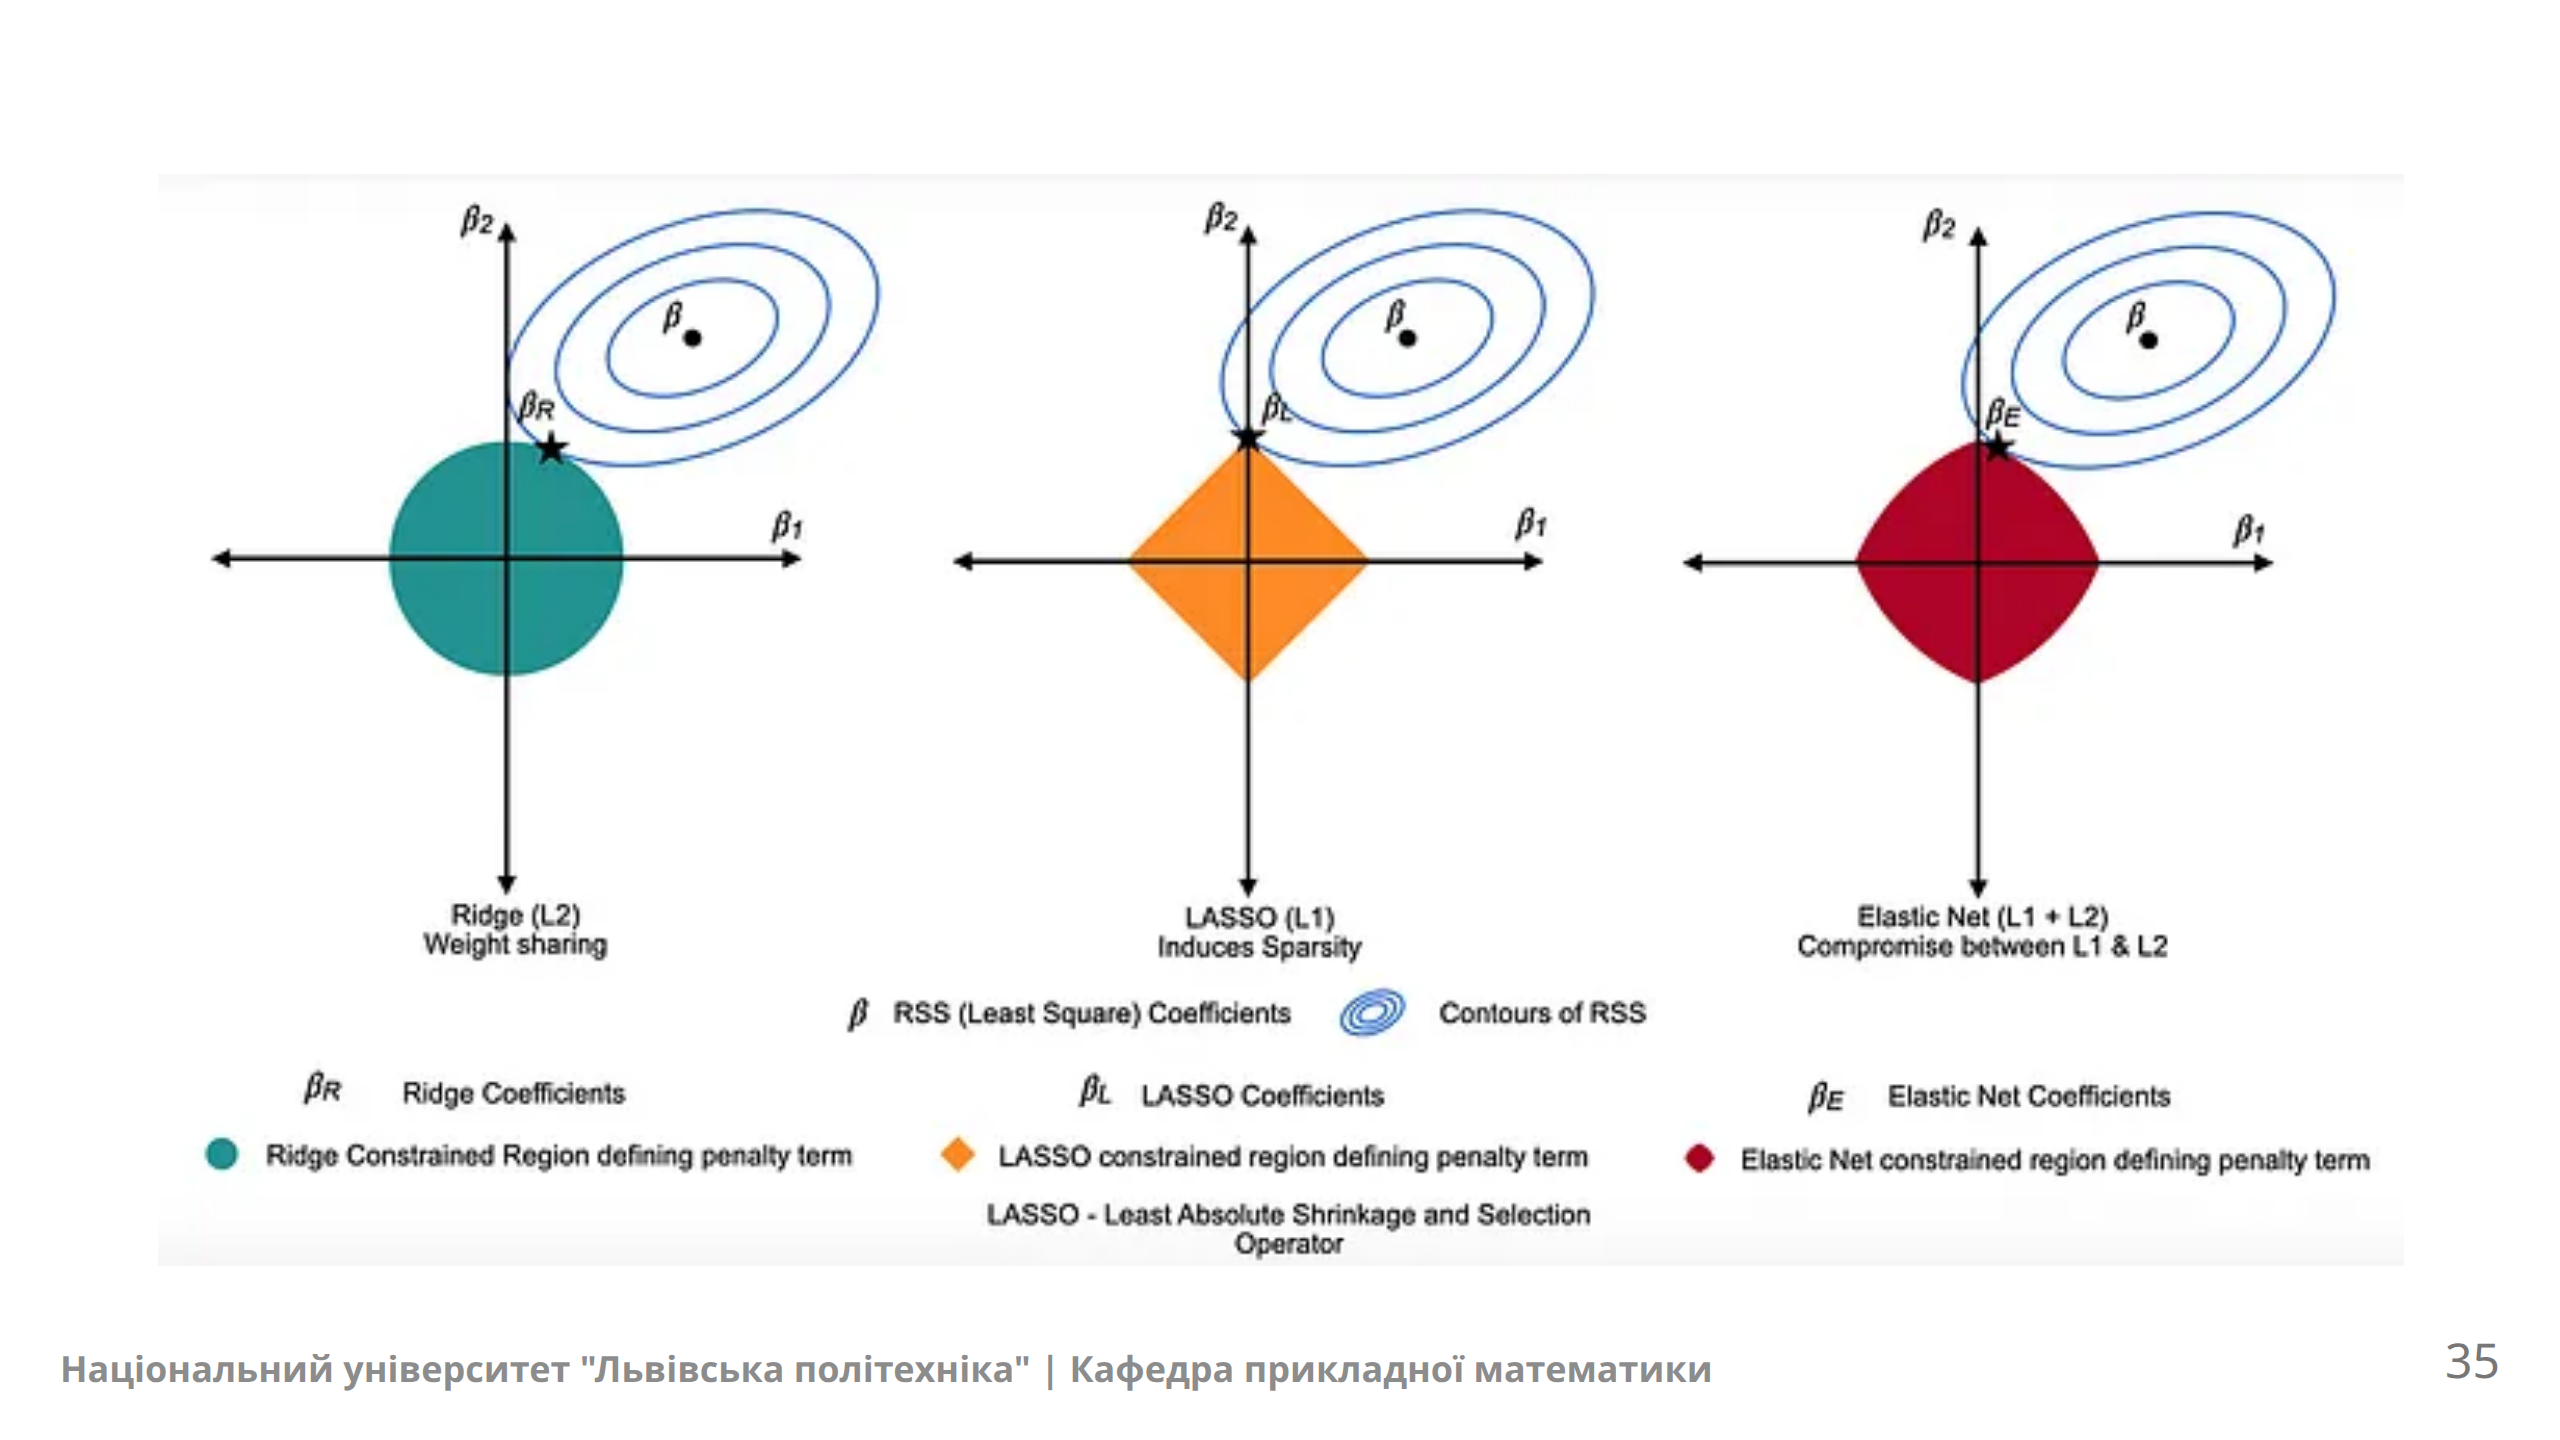 β2
β
βR
β1
Ridge (L2)
Weight sharing
β2
β
βL
β1
LASSO (L1)
Induces Sparsity
β2
β
βE
β1
Elastic Net (L1 + L2)
Compromise between L1 & L2
β RSS (Least Square) Coefficients
Contours of RSS
βR Ridge Coefficients
βL LASSO Coefficients
βE Elastic Net Coefficients
Ridge Constrained Region defining penalty term
LASSO constrained region defining penalty term
Elastic Net constrained region defining penalty term
LASSO - Least Absolute Shrinkage and Selection
Operator
Національний університет "Львівська політехніка" | Кафедра прикладної математики
35